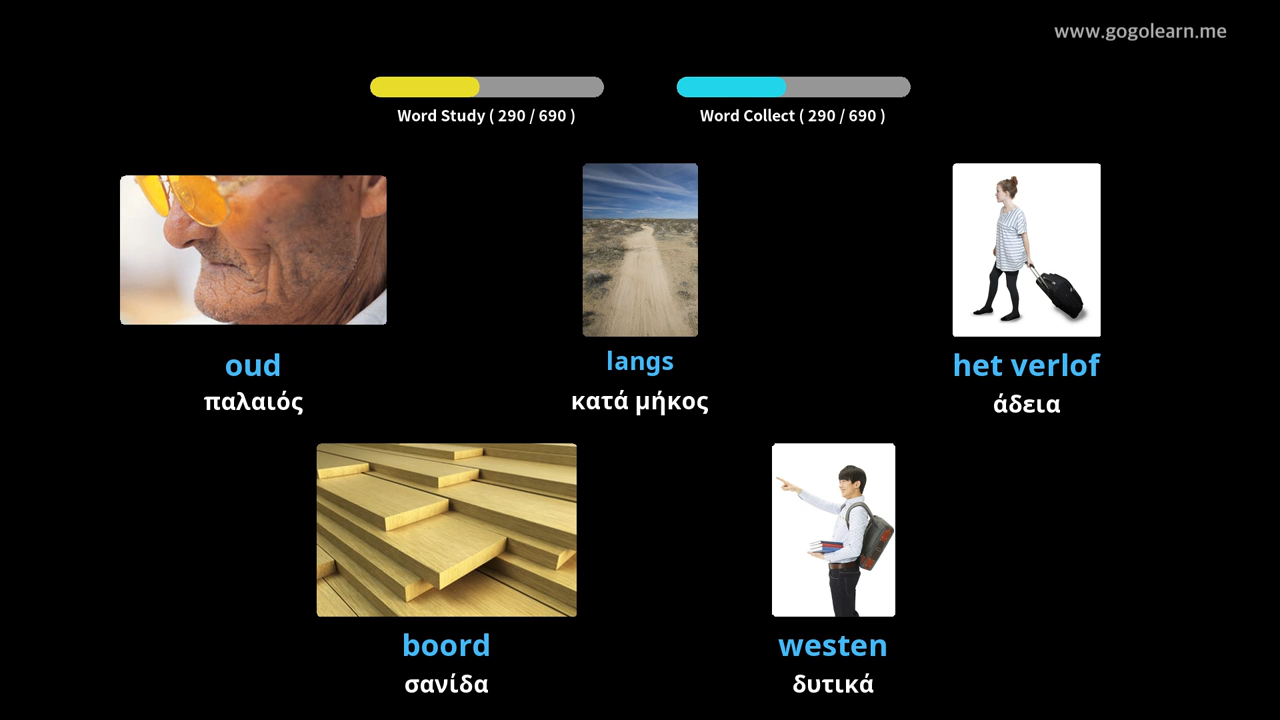 www.gogolearn.me
Word Study ( 290 / 690 )
Word Collect ( 290 / 690 )
oud
παλαιός
langs
κατά μήκος
het verlof
άδεια
boord
σανίδα
westen
δυτικά